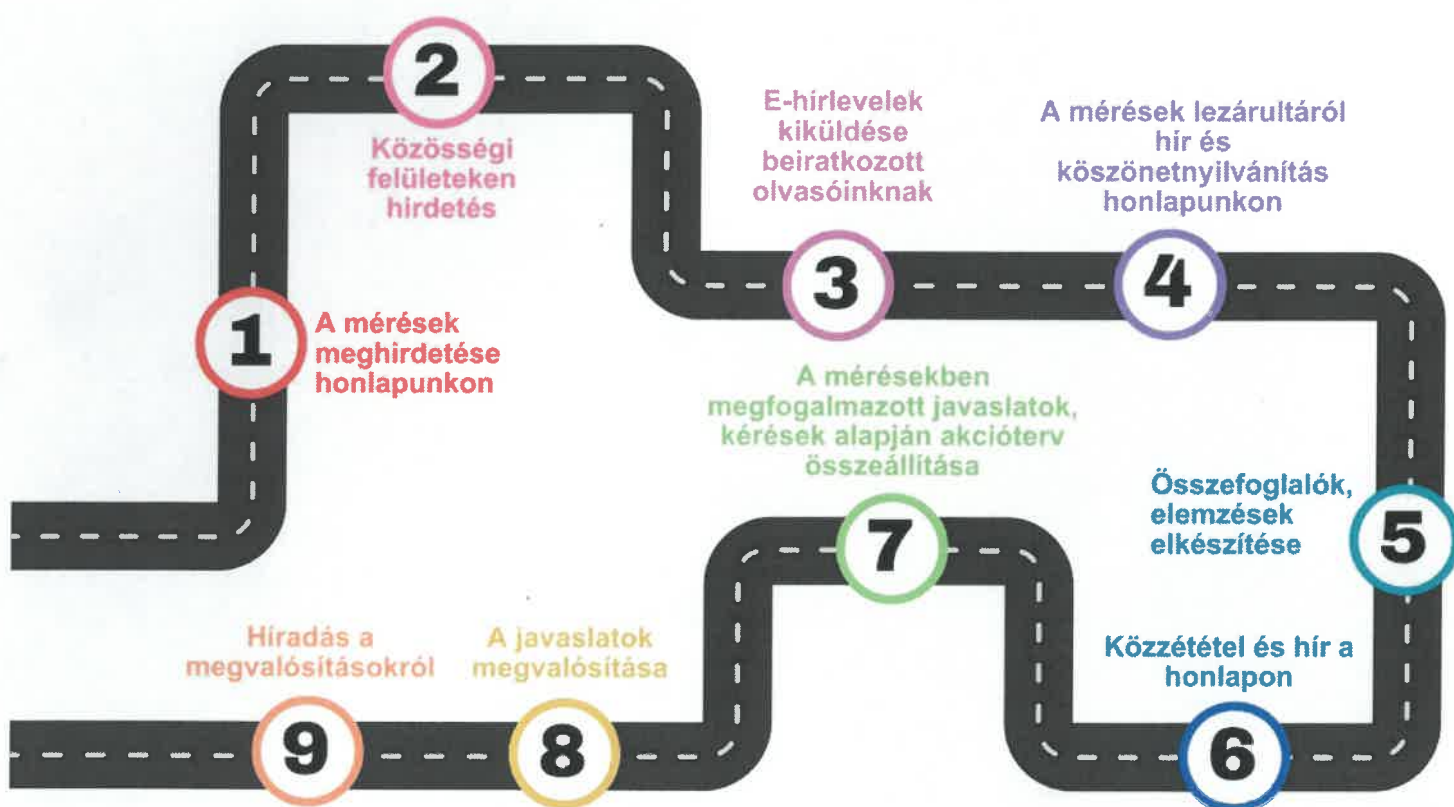 1
A mérések
meghirdetése
honlapunkon
2
Közösségi
felületeken
hirdetés
3
E-hírlevelek
kiküldése
beiratkozott
olvasóinknak
4
A mérések lezárultáról
hír és
köszönetnyilvánítás
honlapunkon
5
Összefoglalók,
elemzések
elkészítése
6
Közzététel és hír a
honlapon
7
A mérésekben
megfogalmazott javaslatok,
kérések alapján akcióterv
összeállítása
8
A javaslatok
megvalósítása
9
Híradás a
megvalósításokról